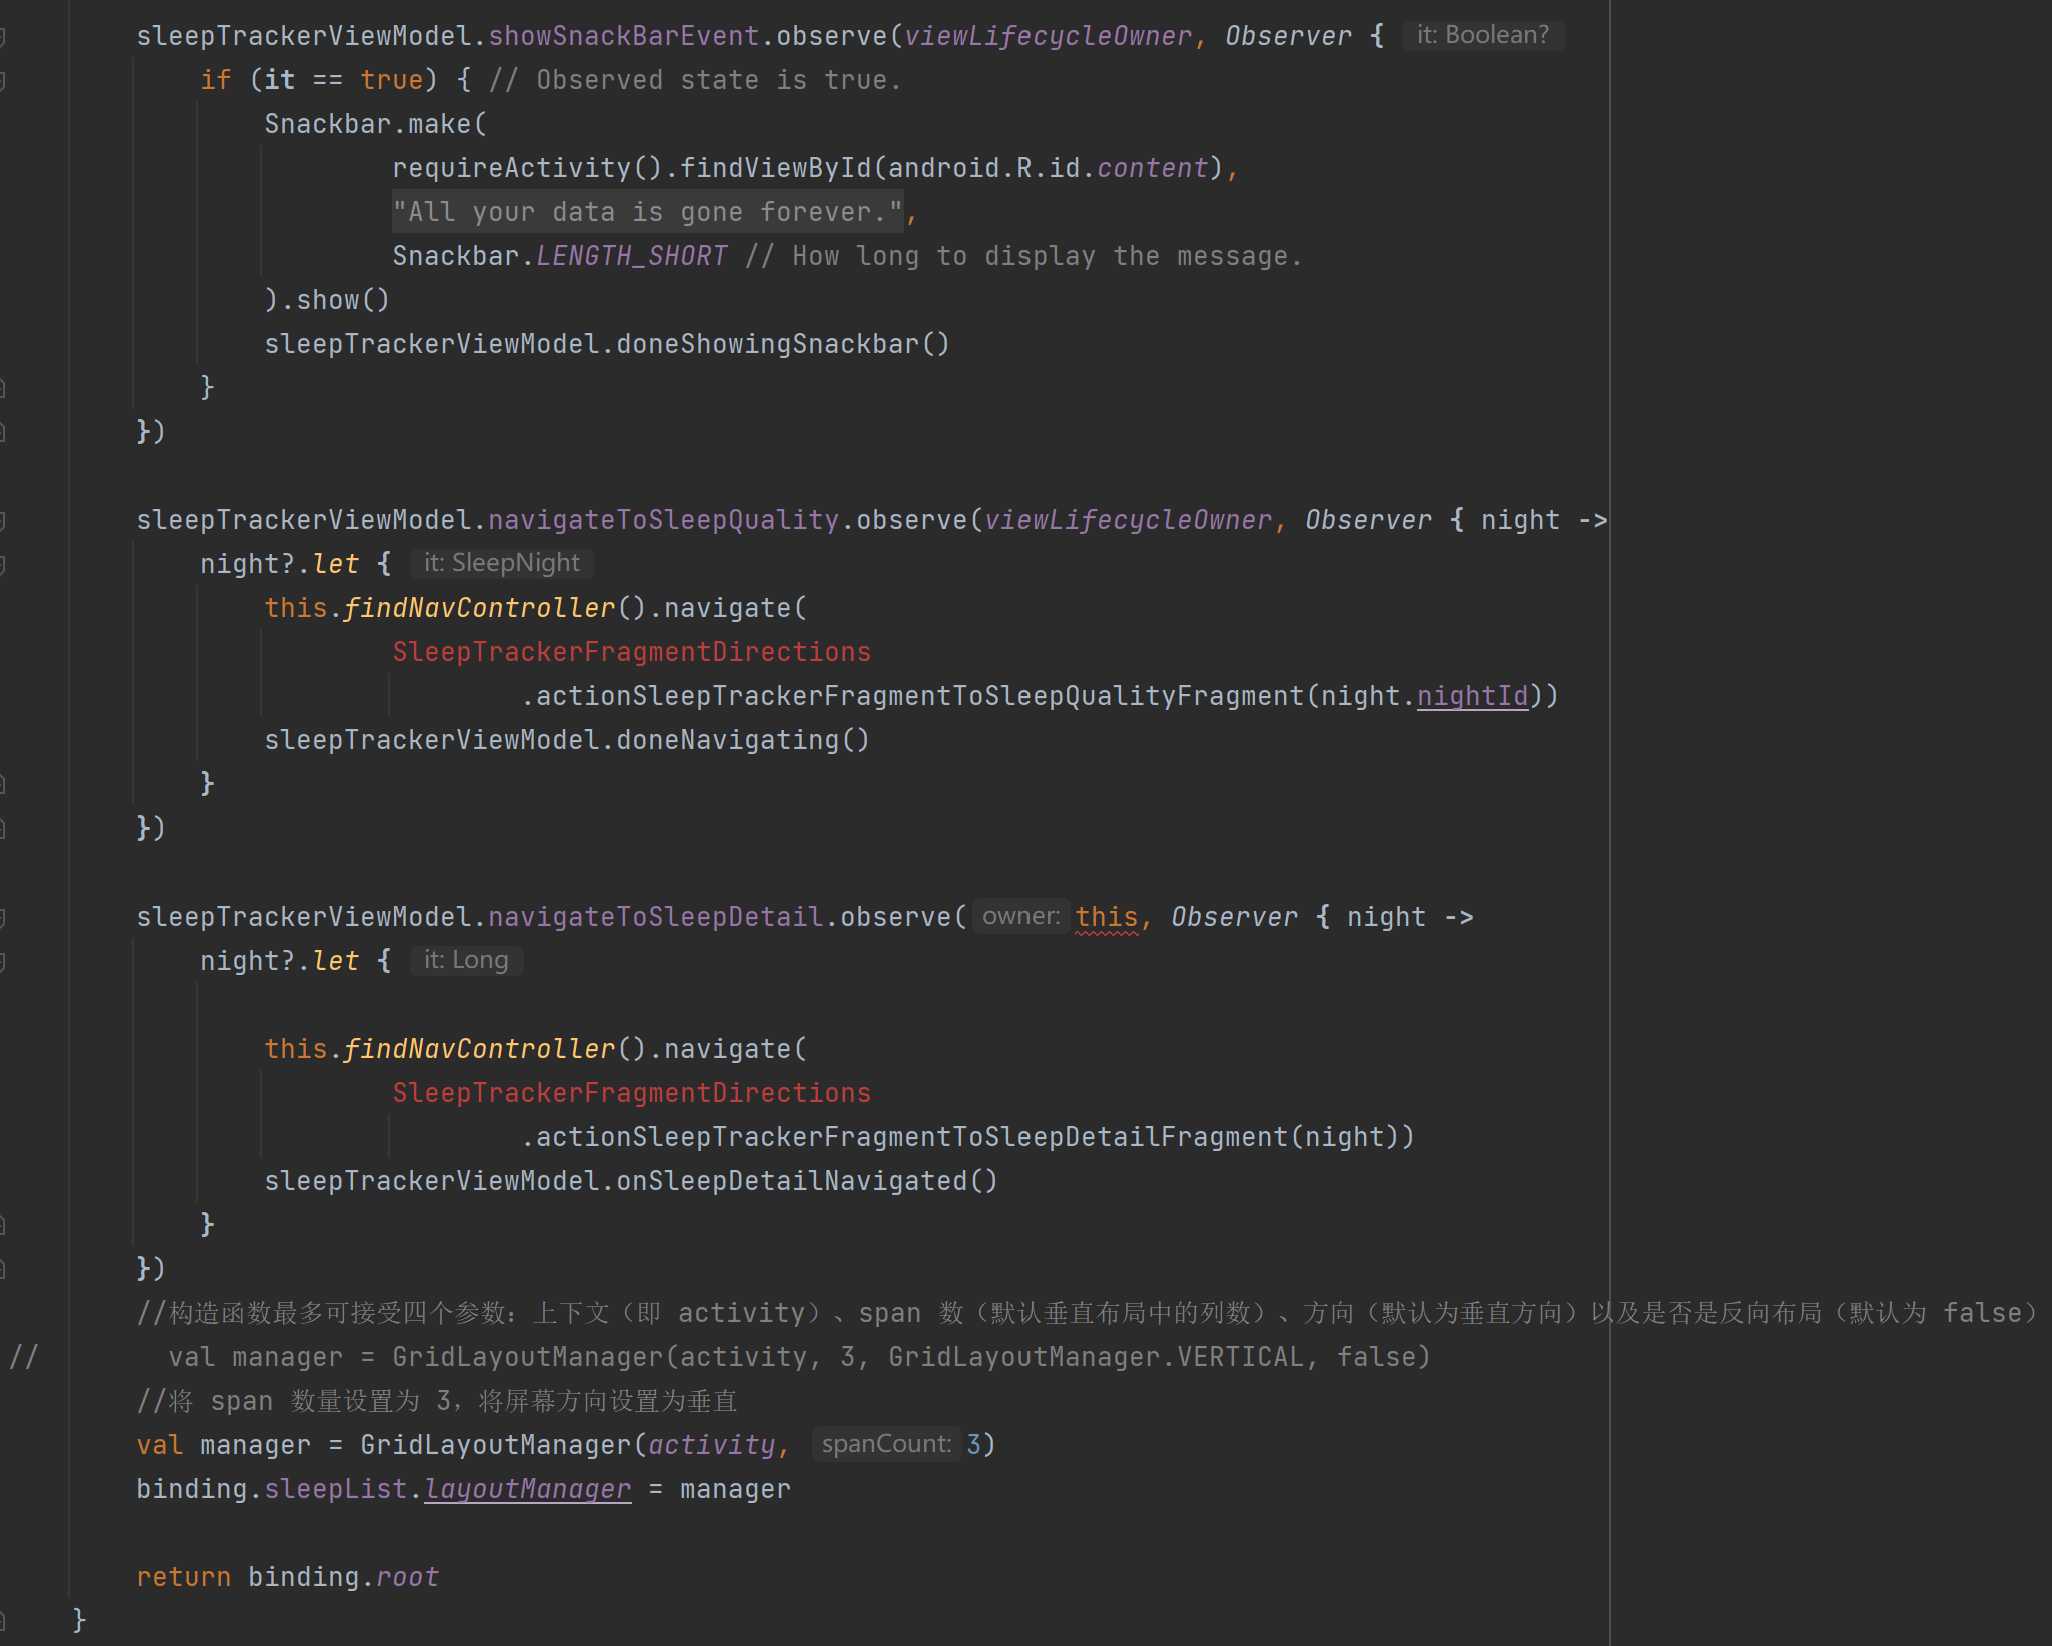 sleepTrackerViewModel.showSnackBarEvent.observe(viewLifecycleOwner, Observer { it: Boolean?
if (it == true) { // Observed state is true.
Snackbar.make(
requireActivity().findViewById(android.R.id.content),
"All your data is gone forever.",
Snackbar.LENGTH_SHORT // How long to display the message.
).show()
sleepTrackerViewModel.doneShowingSnackbar()
}
})
sleepTrackerViewModel.navigateToSleepQuality.observe(viewLifecycleOwner, Observer { night ->
night?.let { it: SleepNight
this.findNavController().navigate(
SleepTrackerFragmentDirections
.actionSleepTrackerFragmentToSleepQualityFragment(night.nightId))
sleepTrackerViewModel.doneNavigating()
}
})
sleepTrackerViewModel.navigateToSleepDetail.observe( owner: this, Observer { night ->
night?.let { it: Long
this.findNavController().navigate(
SleepTrackerFragmentDirections
.actionSleepTrackerFragmentToSleepDetailFragment(night))
sleepTrackerViewModel.onSleepDetailNavigated()
}
})
//构造函数最多可接受四个参数：上下文（即 activity）、span 数（默认垂直布局中的列数）、方向（默认为垂直方向）以及是否是反向布局（默认为 false）
// val manager = GridLayoutManager(activity, 3, GridLayoutManager.VERTICAL, false)
//将 span 数量设置为 3，将屏幕方向设置为垂直
val manager = GridLayoutManager(activity, spanCount: 3)
binding.sleepList.layoutManager = manager
return binding.root
}